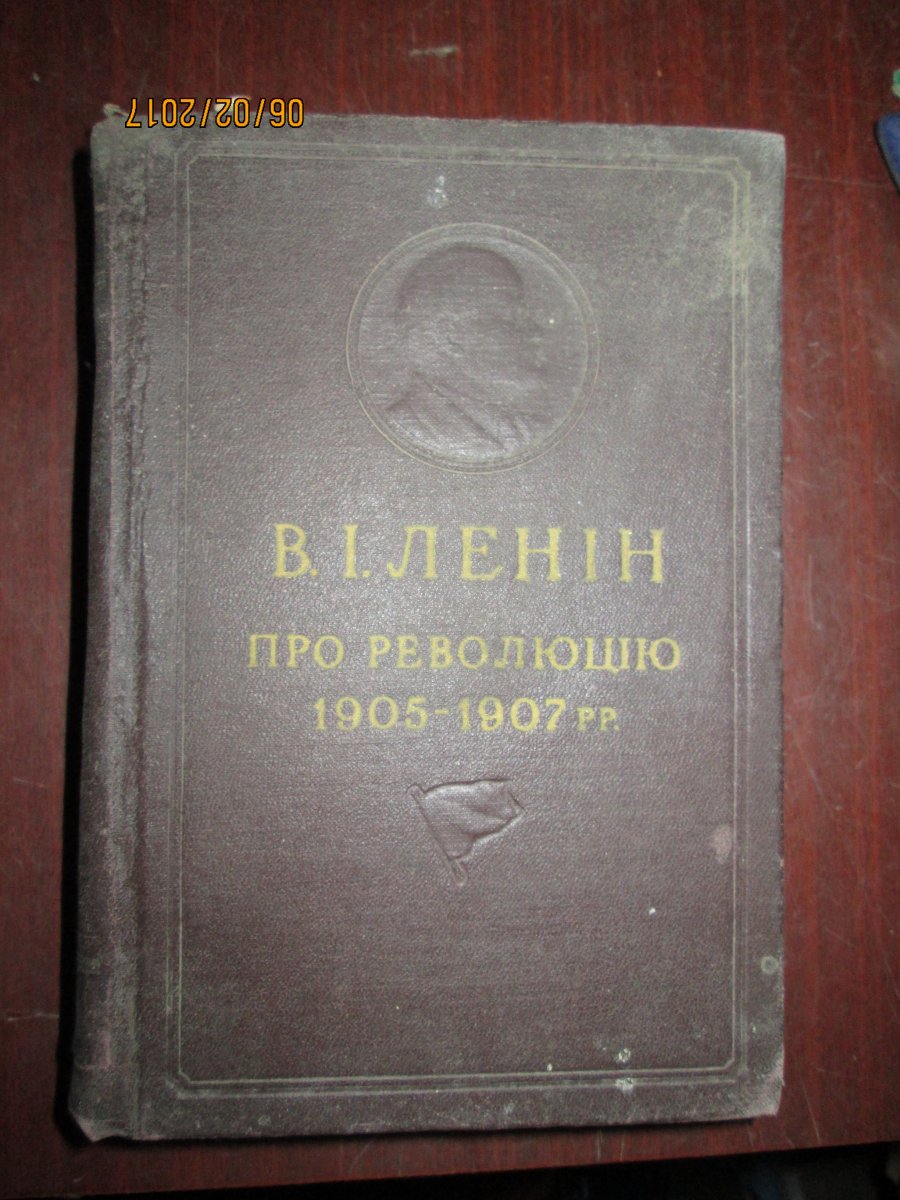 06/02/2017
В. І. ЛЕНІН
ПРО РЕВОЛЮЦІЮ
1905-1907 РР.